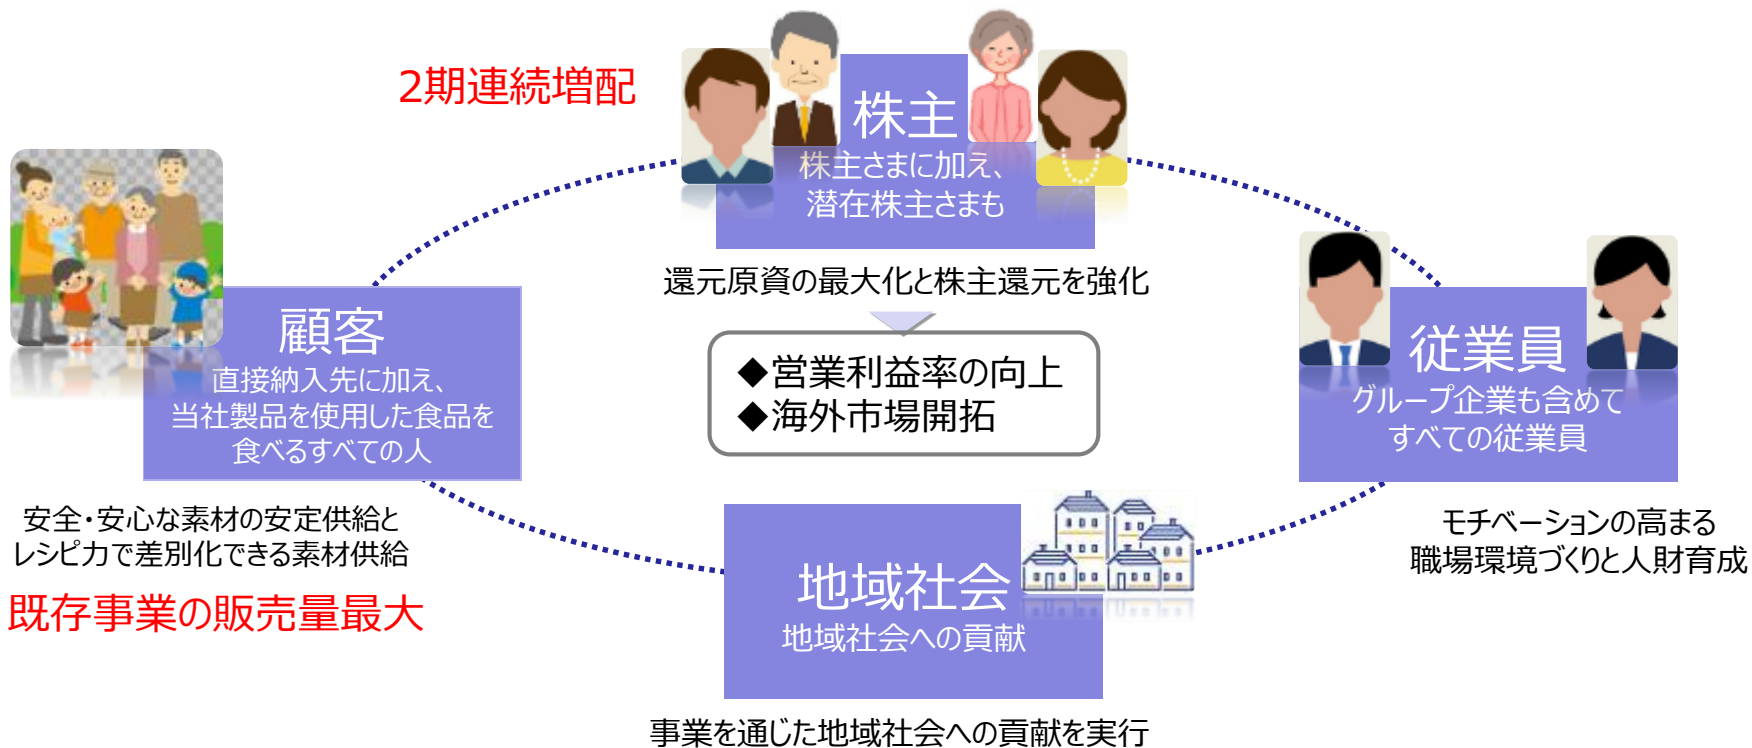 2期連続増配
株主
株主さまに加え、
潜在株主さまも
還元原資の最大化と株主還元を強化
◆営業利益率の向上
◆海外市場開拓
顧客
直接納入先に加え、
当社製品を使用した食品を
食べるすべての人
安全・安心な素材の安定供給と
レシピ力で差別化できる素材供給
既存事業の販売量最大
従業員
グループ企業も含めて
すべての従業員
モチベーションの高まる
職場環境づくりと人財育成
地域社会
地域社会への貢献
事業を通じた地域社会への貢献を実行